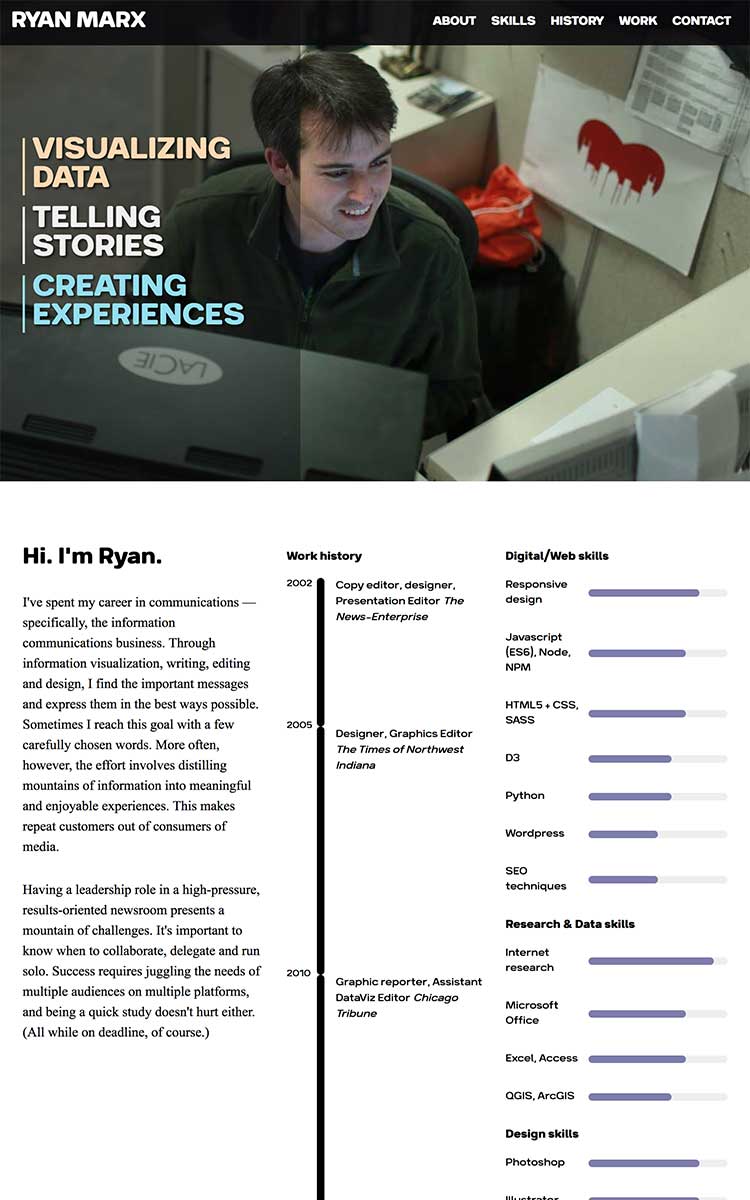 RYAN MARX
ABOUT SKILLS HISTORY WORK CONTACT
VISUALIZING
DATA
TELLING
STORIES
CREATING
EXPERIENCES
LACIE
Hi. I'm Ryan.
I've spent my career in communications —
specifically, the information
communications business. Through
information visualization, writing, editing
and design, I find the important messages
and express them in the best ways possible.
Sometimes I reach this goal with a few
carefully chosen words. More often,
however, the effort involves distilling
mountains of information into meaningful
and enjoyable experiences. This makes
repeat customers out of consumers of
media.
Having a leadership role in a high-pressure,
results-oriented newsroom presents a
mountain of challenges. It's important to
know when to collaborate, delegate and run
solo. Success requires juggling the needs of
multiple audiences on multiple platforms,
and being a quick study doesn't hurt either.
(All while on deadline, of course.)
Work history
2002
Copy editor, designer,
Presentation Editor The
News-Enterprise
2005
Designer, Graphics Editor
The Times of Northwest
Indiana
2010
Graphic reporter, Assistant
DataViz Editor Chicago
Tribune
Digital/Web skills
Responsive
design
Javascript
(ES6), Node,
NPM
HTML5 + CSS,
SASS
D3
Python
Wordpress
SEO
techniques
Research & Data skills
Internet
research
Microsoft
Office
Excel, Access
QGIS, ArcGIS
Design skills
Photoshop
Illustrator